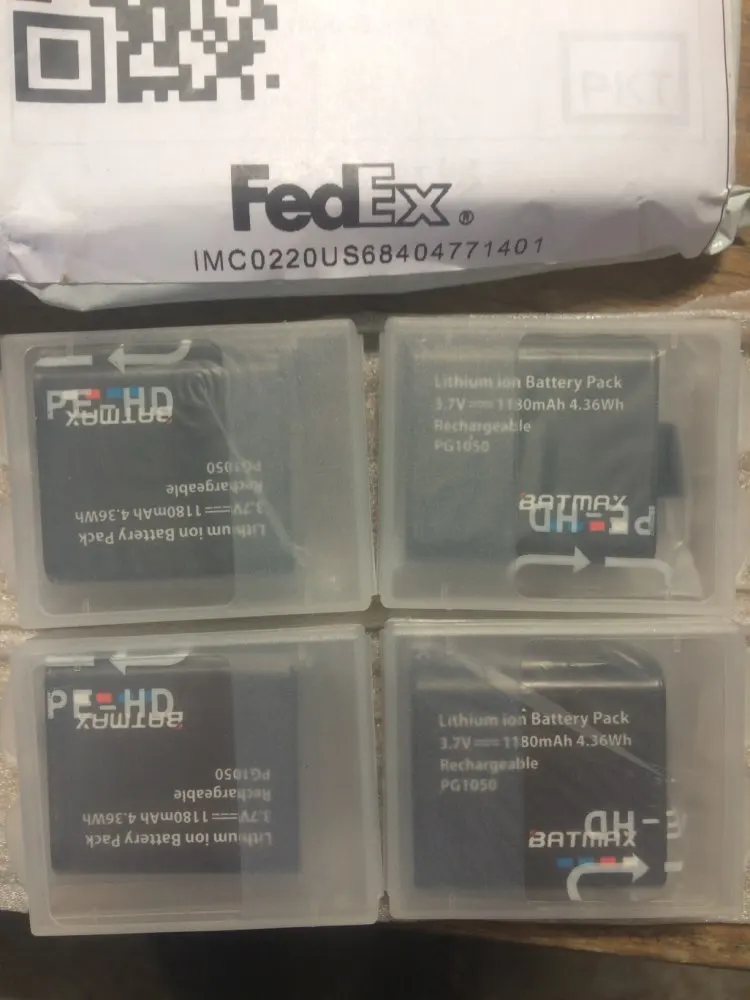 PKT
FedEx®
IMC0220US68404771401
PE-HD
BATMAX
PG1050
Rechargeable
3.7V 1180mAh 4.36Wh
Lithium ion Battery Pack
Lithium ion Battery Pack
3.7V 1180mAh 4.36Wh
Rechargeable
PG1050
BATMAX
PE-HD
PE-HD
BATMAX
PG1050
Rechargeable
3.7V 1180mAh 4.36Wh
Lithium ion Battery Pack
Lithium ion Battery Pack
3.7V 1180mAh 4.36Wh
Rechargeable
PG1050
E-HD
BATMAX